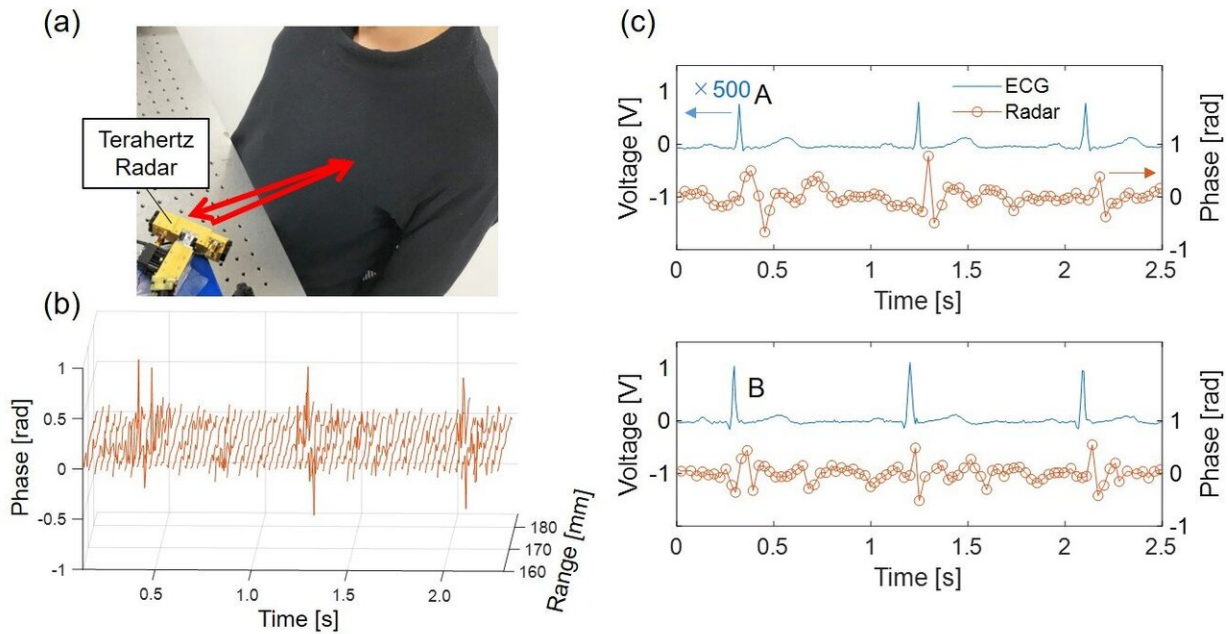 (a)
Terahertz
Radar
(b)
Phase [rad]
1
0.5
0
-0.5
-1
0.5
1.0
1.5
2.0
Time [s]
180
170
160
Range [mm]
(c)
Voltage [V]
1
0
-1
× 500
A
ECG
Radar
1
0
-1
Phase [rad]
0
0.5
1
1.5
2
2.5
Time [s]
Voltage [V]
1
0
-1
B
1
0
-1
Phase [rad]
0
0.5
1
1.5
2
2.5
Time [s]